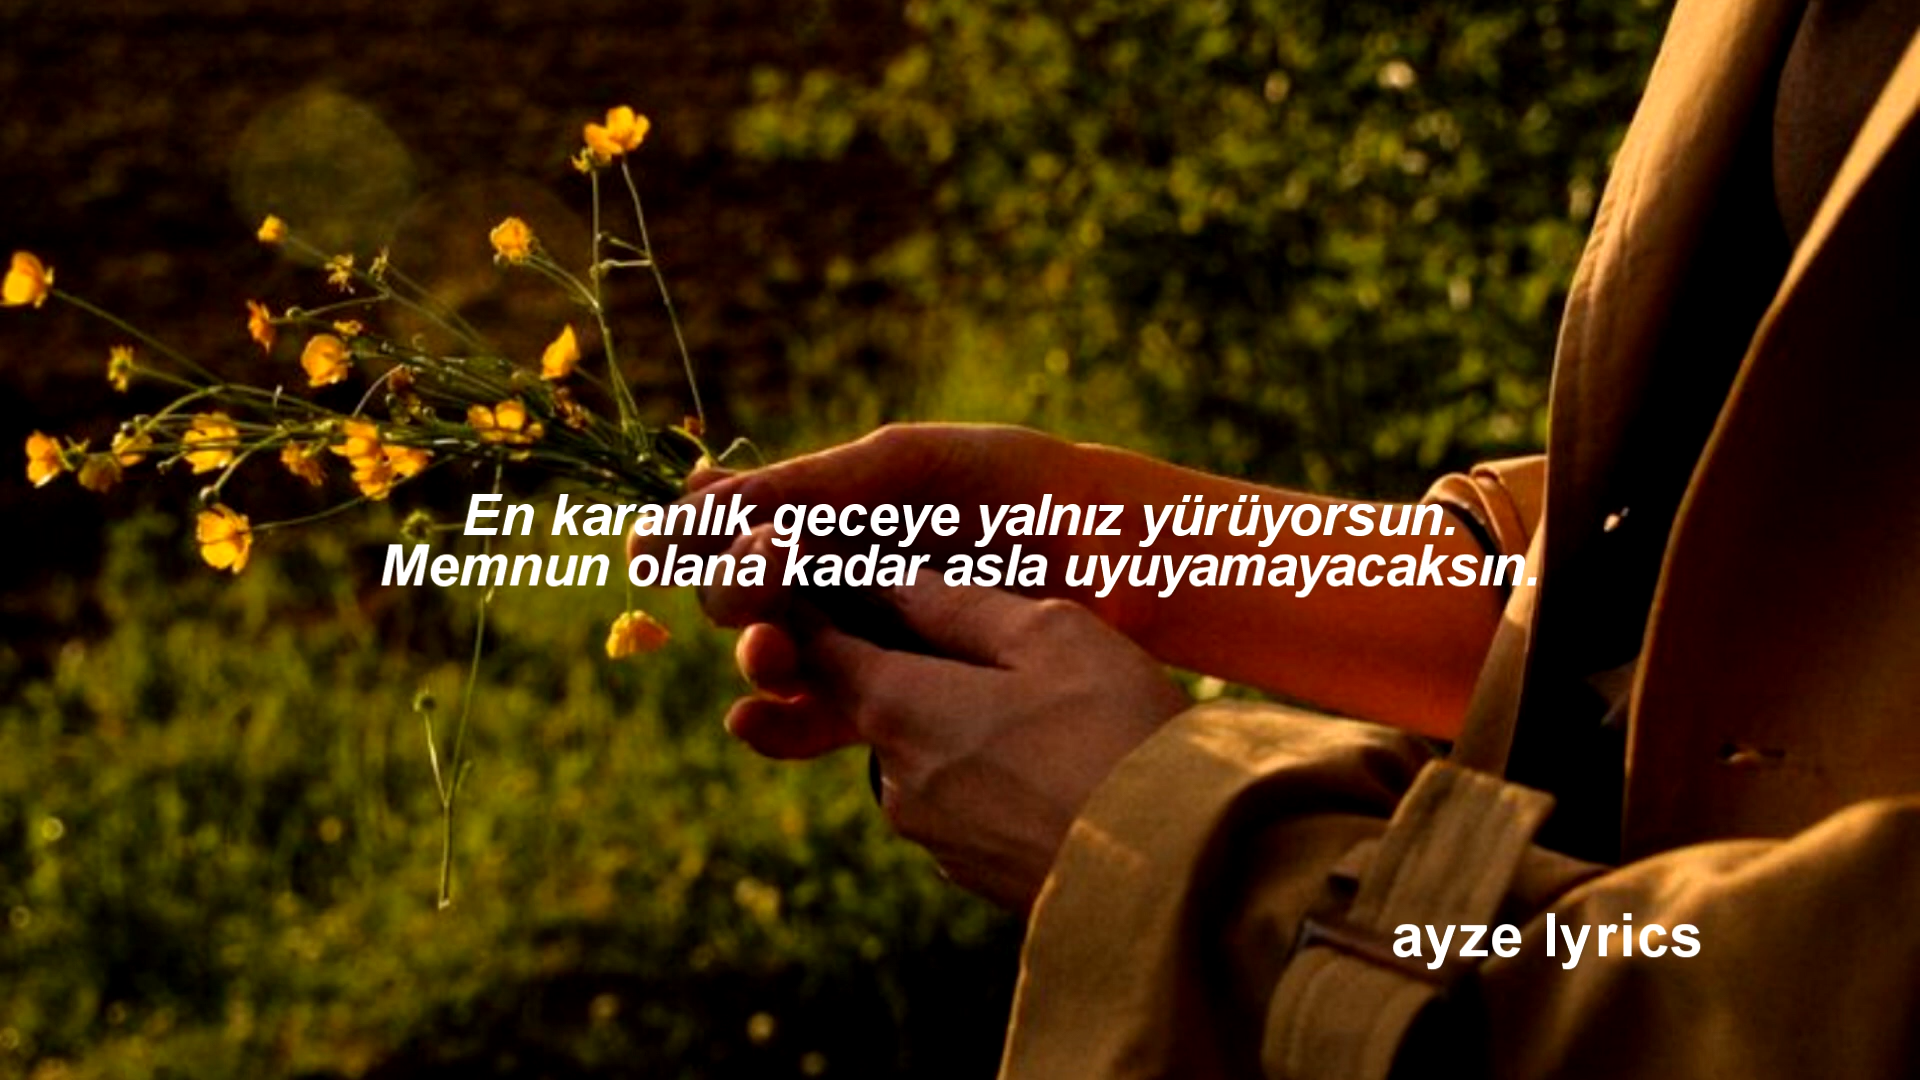 En karanlık geceye yalnız yürüyorsun.
Memnun olana kadar asla uyuyamayacaksın.
ayze lyrics